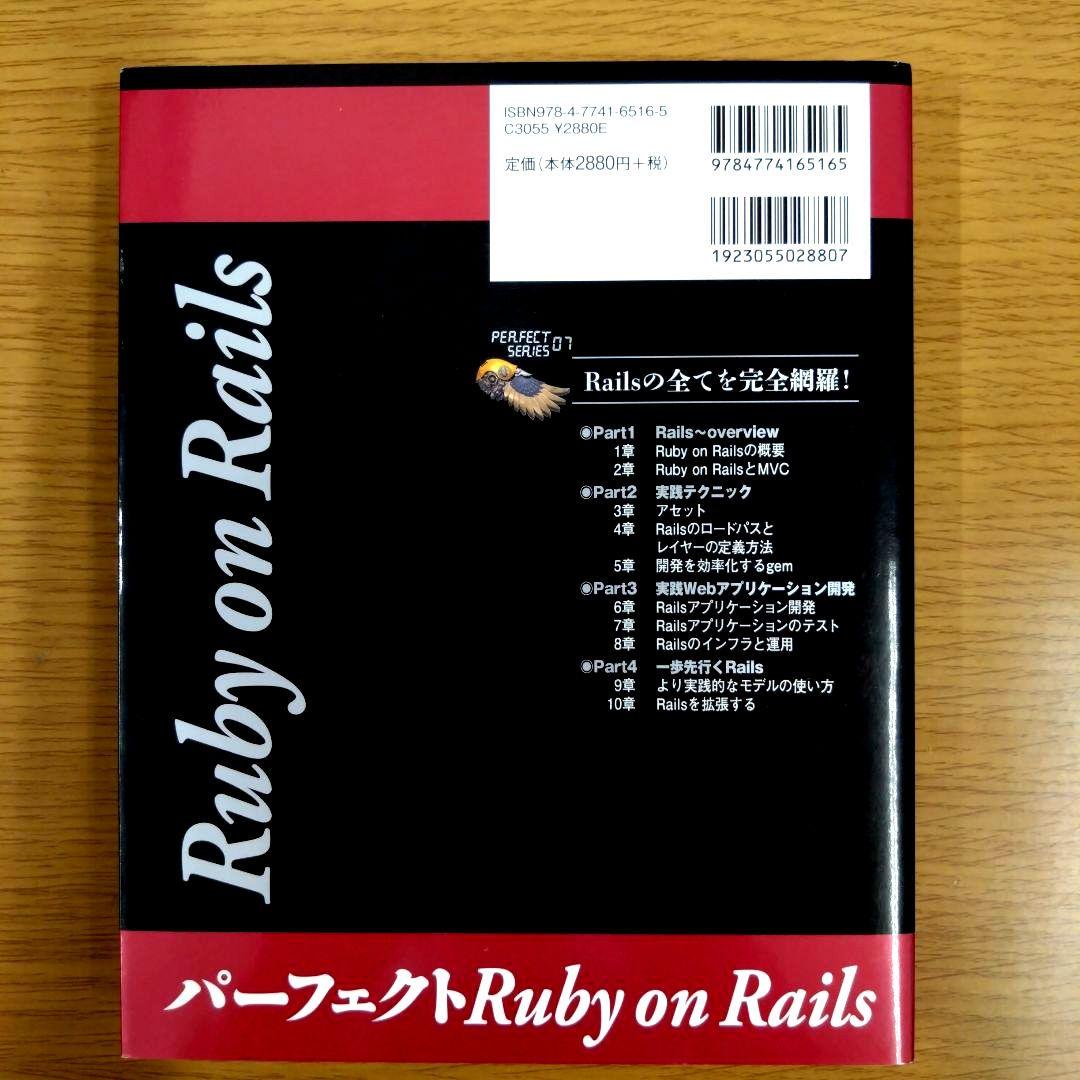 ISBN978-4-7741-6516-5
C3055 ¥2880E
定価(本体2880円+税)
9784774165165
1923055028807
Ruby on Rails
PERFECT
SERIES 07
Railsの全てを完全網羅!
◉Part1 Rails〜overview
1章 Ruby on Railsの概要
2章 Ruby on RailsとMVC
◉Part2 実践テクニック
3章 アセット
4章 Railsのロードパスと
レイヤーの定義方法
5章 開発を効率化するgem
◉Part3 実践Webアプリケーション開発
6章 Railsアプリケーション開発
7章 Railsアプリケーションのテスト
8章 Railsのインフラと運用
◉Part4 一歩先行くRails
9章 より実践的なモデルの使い方
10章 Railsを拡張する
パーフェクトRuby on Rails